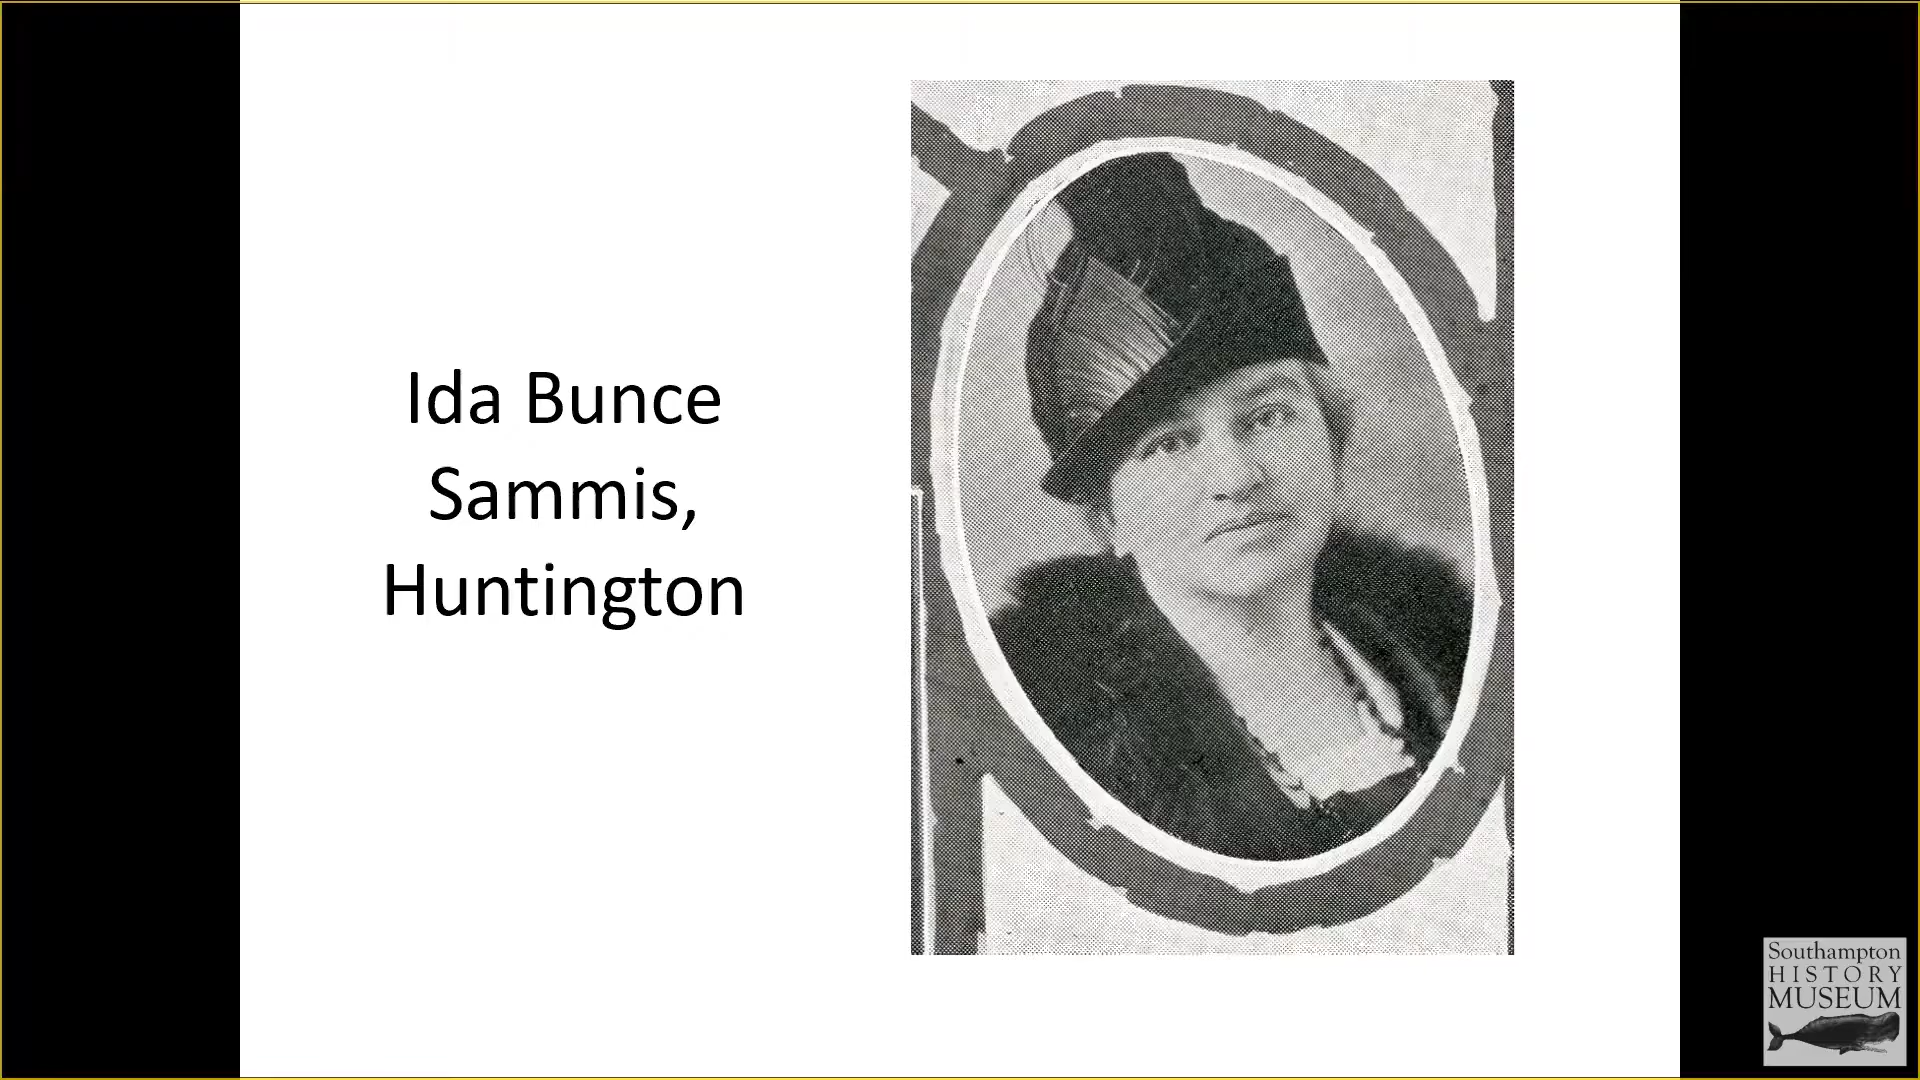 Ida Bunce
Sammis,
Huntington
Southampton
HISTORY
MUSEUM